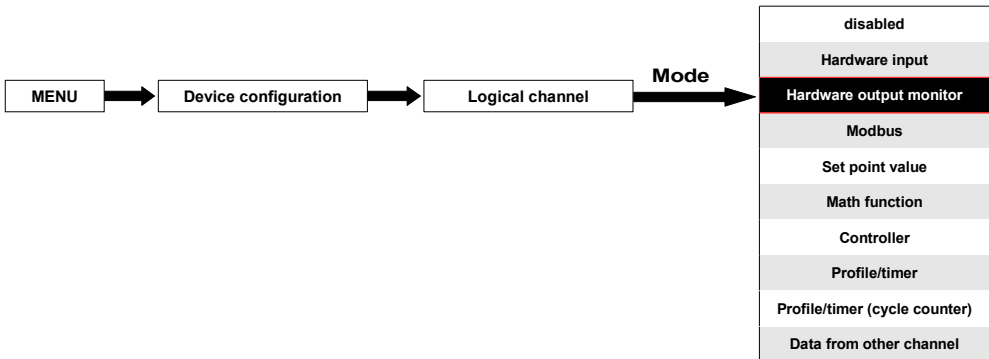 MENU
Device configuration
Logical channel
Mode
disabled
Hardware input
Hardware output monitor
Modbus
Set point value
Math function
Controller
Profile/timer
Profile/timer (cycle counter)
Data from other channel